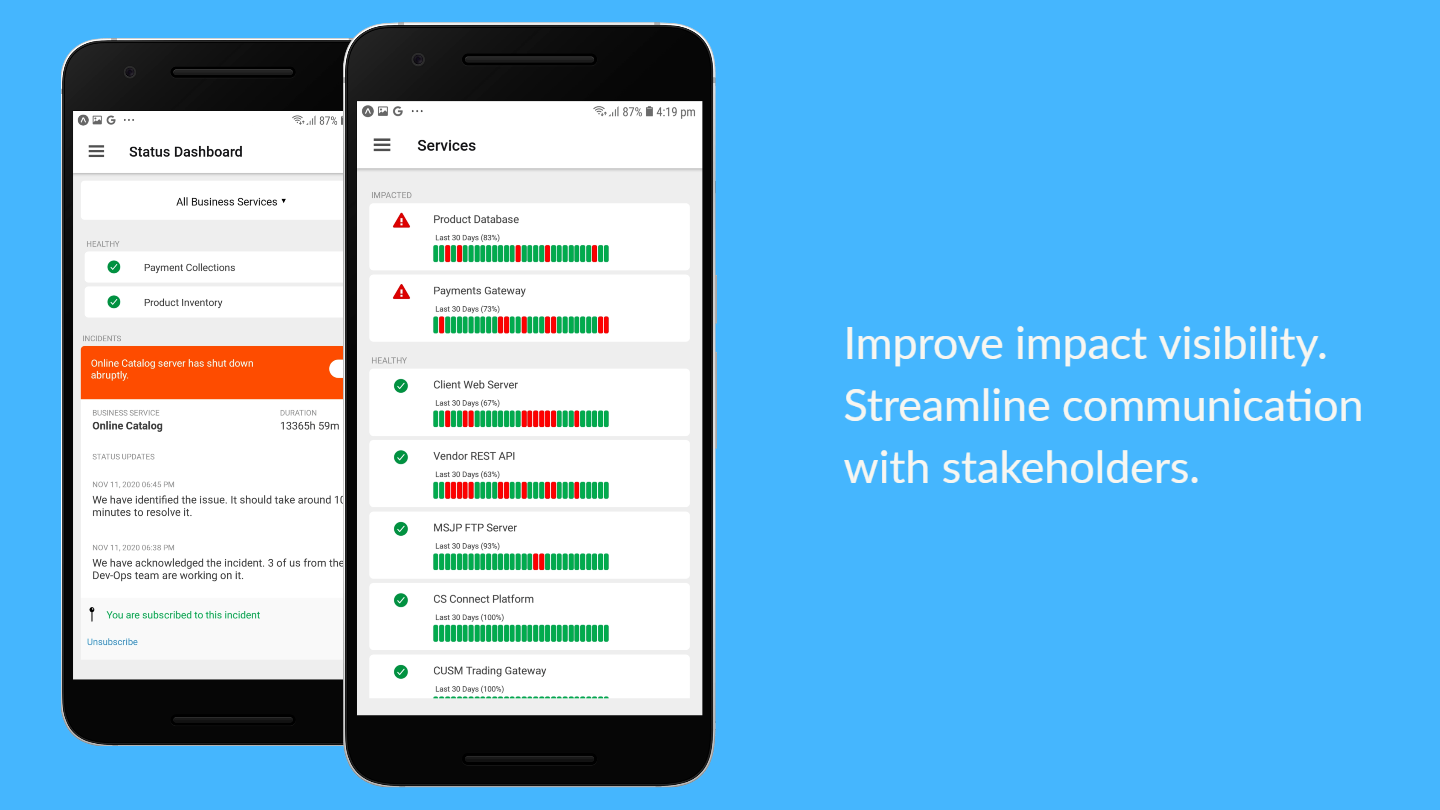 87%
Status Dashboard
All Business Services
HEALTHY
Payment Collections
Product Inventory
INCIDENTS
Online Catalog server has shut down
abruptly.
BUSINESS SERVICE
DURATION
Online Catalog
13365h 59m
STATUS UPDATES
NOV 11, 2020 06:45 PM
We have identified the issue. It should take around 10
minutes to resolve it.
NOV 11, 2020 06:38 PM
We have acknowledged the incident. 3 of us from the
Dev-Ops team are working on it.
You are subscribed to this incident
Unsubscribe
87% 4:19 pm
Services
IMPACTED
Product Database
Last 30 Days (83%)
Payments Gateway
Last 30 Days (73%)
HEALTHY
Client Web Server
Last 30 Days (67%)
Vendor REST API
Last 30 Days (63%)
MSJP FTP Server
Last 30 Days (93%)
CS Connect Platform
Last 30 Days (100%)
CUSM Trading Gateway
Last 30 Days (100%)
Improve impact visibility.
Streamline communication
with stakeholders.